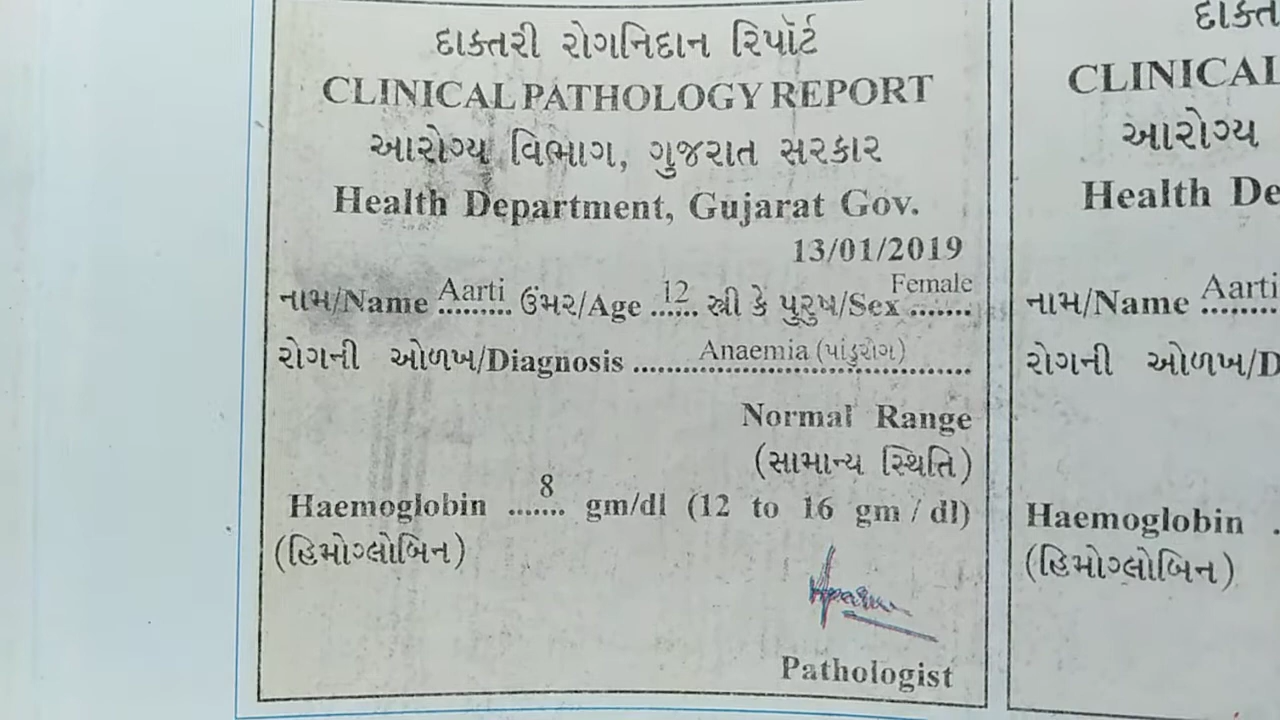 દાક્તરી રોગનિદાન રિપૉર્ટ
CLINICAL PATHOLOGY REPORT
આરોગ્ય વિભાગ, ગુજરાત સરકાર
Health Department, Gujarat Gov.
13/01/2019
નામ/Name Aarti ઉંમર/Age 12 સ્ત્રી કે પુરુષ/Sex Female
રોગની ઓળખ/Diagnosis Anaemia (પાંડુરોગ)
Normal Range
(સામાન્ય સ્થિતિ)
Haemoglobin 8 gm/dl (12 to 16 gm / dl)
(હિમોગ્લોબિન)
Pathologist
CLINICAL
આરોગ્ય
Health De
નામ/Name Aarti
રોગની ઓળખ/D
Haemoglobin
(હિમોગ્લોબિન)